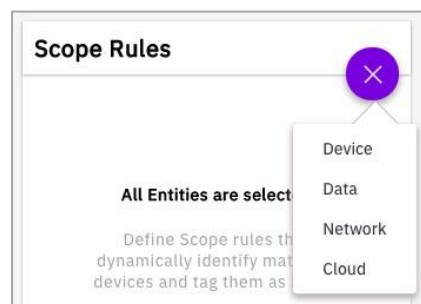 Scope Rules
Device
All Entities are select
Data
Define Scope rules th
Network
dynamically identify mat
Cloud
devices and tag them as